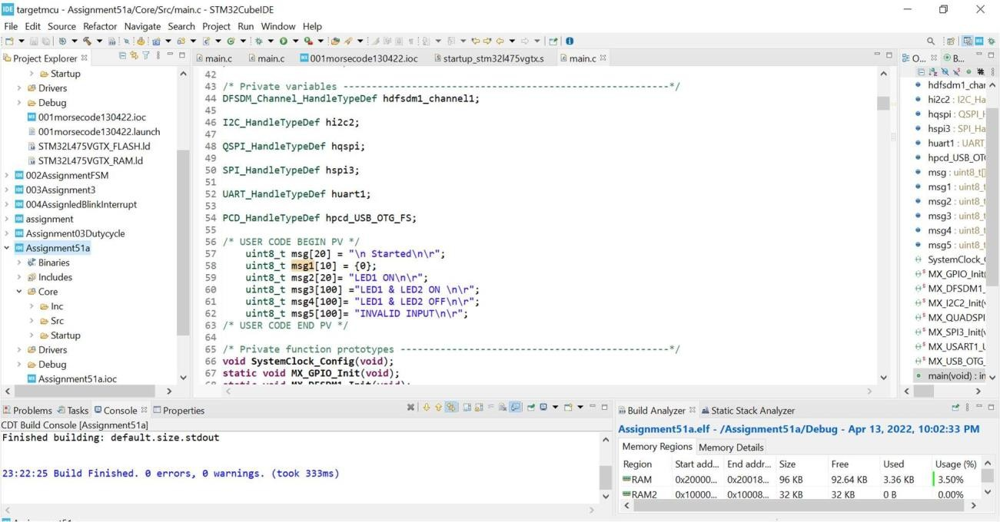 IDE targetmcu - Assignment51a/Core/Src/main.c - STM32CubeIDE
File Edit Source Refactor Navigate Search Project Run Window Help
Project Explorer
Startup
Drivers
Debug
001morsecode130422.ioc
001morsecode130422.launch
STM32L475VGTX_FLASH.ld
STM32L475VGTX_RAM.ld
002AssignmentFSM
003Assignment3
004AssignledBlinkInterrupt
assignment
Assignment03Dutycycle
Assignment51a
Binaries
Includes
Core
Inc
Src
Startup
Drivers
Debug
Assignment51a.ioc
main.c main.c 001morsecode130422.ioc startup_stm32l475vgtx.s main.c
42
43 /* Private variables ---------------------------------------------------------*/
44 DFSDM_Channel_HandleTypeDef hdfsdm1_channel1;
45
46 I2C_HandleTypeDef hi2c2;
47
48 QSPI_HandleTypeDef hqspi;
49
50 SPI_HandleTypeDef hspi3;
51
52 UART_HandleTypeDef huart1;
53
54 PCD_HandleTypeDef hpcd_USB_OTG_FS;
55
56 /* USER CODE BEGIN PV */
57 uint8_t msg[20] = "\n Started\n\r";
58 uint8_t msg1[10] = {0};
59 uint8_t msg2[20]= "LED1 ON\n\r";
60 uint8_t msg3[100] ="LED1 & LED2 ON \n\r";
61 uint8_t msg4[100]= "LED1 & LED2 OFF\n\r";
62 uint8_t msg5[100]= "INVALID INPUT\n\r";
63 /* USER CODE END PV */
64
65 /* Private function prototypes -----------------------------------------------*/
66 void SystemClock_Config(void);
67 static void MX_GPIO_Init(void);
O... B...
hdfsdm1_char
hi2c2 : I2C_Ha
hqspi : QSPI_H
hspi3 : SPI_Ha
huart1 : UART_
hpcd_USB_OT
msg : uint8_t[]
msg1 : uint8_t
msg2 : uint8_t
msg3 : uint8_t
msg4 : uint8_t
msg5 : uint8_t
SystemClock_
MX_GPIO_Init(
MX_DFSDM1_
MX_I2C2_Init(
MX_QUADSPI
MX_SPI3_Init(
MX_USART1_
MX_USB_OTG_
main(void) : in
Problems Tasks Console Properties
CDT Build Console [Assignment51a]
Finished building: default.size.stdout
23:22:25 Build Finished. 0 errors, 0 warnings. (took 333ms)
Build Analyzer Static Stack Analyzer
Assignment51a.elf - /Assignment51a/Debug - Apr 13, 2022, 10:02:33 PM
Memory Regions Memory Details
Region Start add... End addr... Size Free Used Usage (%)
RAM 0x20000... 0x20018... 96 KB 92.64 KB 3.36 KB 3.50%
RAM2 0x10000... 0x10008... 32 KB 32 KB 0 B 0.00%